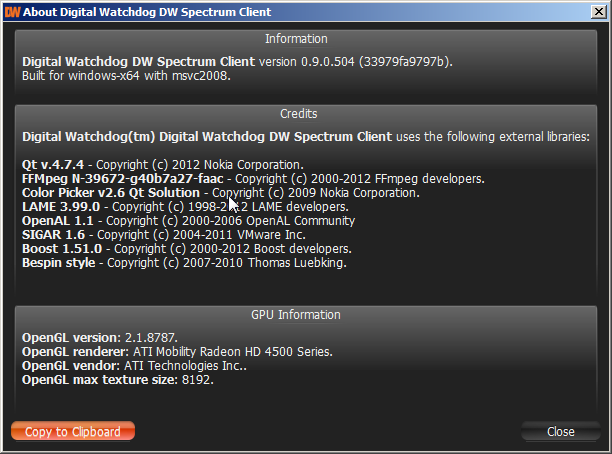 DW About Digital Watchdog DW Spectrum Client
Information
Digital Watchdog DW Spectrum Client version 0.9.0.504 (33979fa9797b).
Built for windows-x64 with msvc2008.
Credits
Digital Watchdog(tm) Digital Watchdog DW Spectrum Client uses the following external libraries:
Qt v.4.7.4 - Copyright (c) 2012 Nokia Corporation.
FFMpeg N-39672-g40b7a27-faac - Copyright (c) 2000-2012 FFmpeg developers.
Color Picker v2.6 Qt Solution - Copyright (c) 2009 Nokia Corporation.
LAME 3.99.0 - Copyright (c) 1998-2012 LAME developers.
OpenAL 1.1 - Copyright (c) 2000-2006 OpenAL Community
SIGAR 1.6 - Copyright (c) 2004-2011 VMware Inc.
Boost 1.51.0 - Copyright (c) 2000-2012 Boost developers.
Bespin style - Copyright (c) 2007-2010 Thomas Luebking.
GPU Information
OpenGL version: 2.1.8787.
OpenGL renderer: ATI Mobility Radeon HD 4500 Series.
OpenGL vendor: ATI Technologies Inc..
OpenGL max texture size: 8192.
Copy to Clipboard
Close